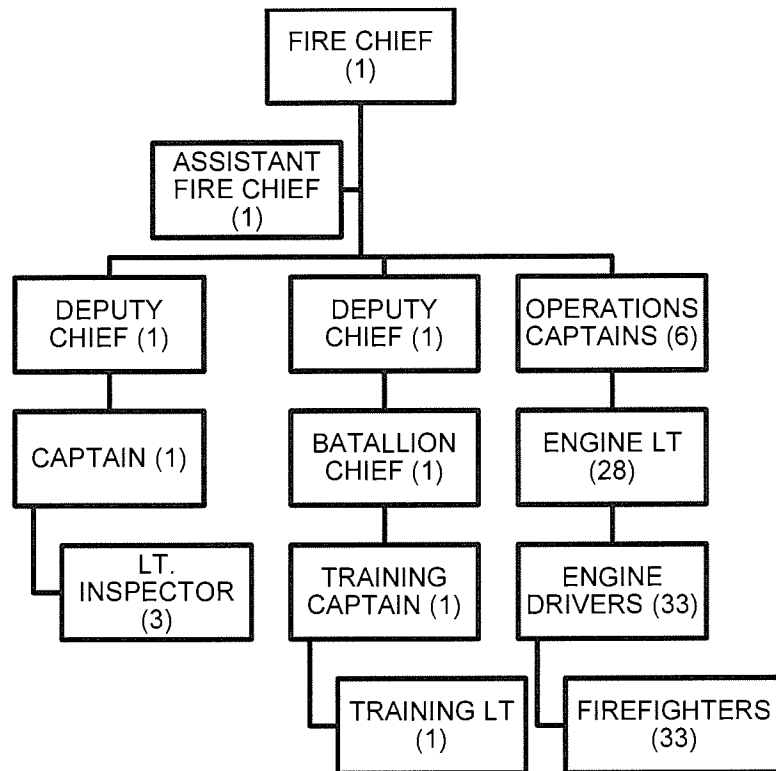 FIRE CHIEF
(1)
ASSISTANT
FIRE CHIEF
(1)
DEPUTY
CHIEF (1)
DEPUTY
CHIEF (1)
OPERATIONS
CAPTAINS (6)
CAPTAIN (1)
BATALLION
CHIEF (1)
ENGINE LT
(28)
LT.
INSPECTOR
(3)
TRAINING
CAPTAIN (1)
ENGINE
DRIVERS (33)
TRAINING LT
(1)
FIREFIGHTERS
(33)